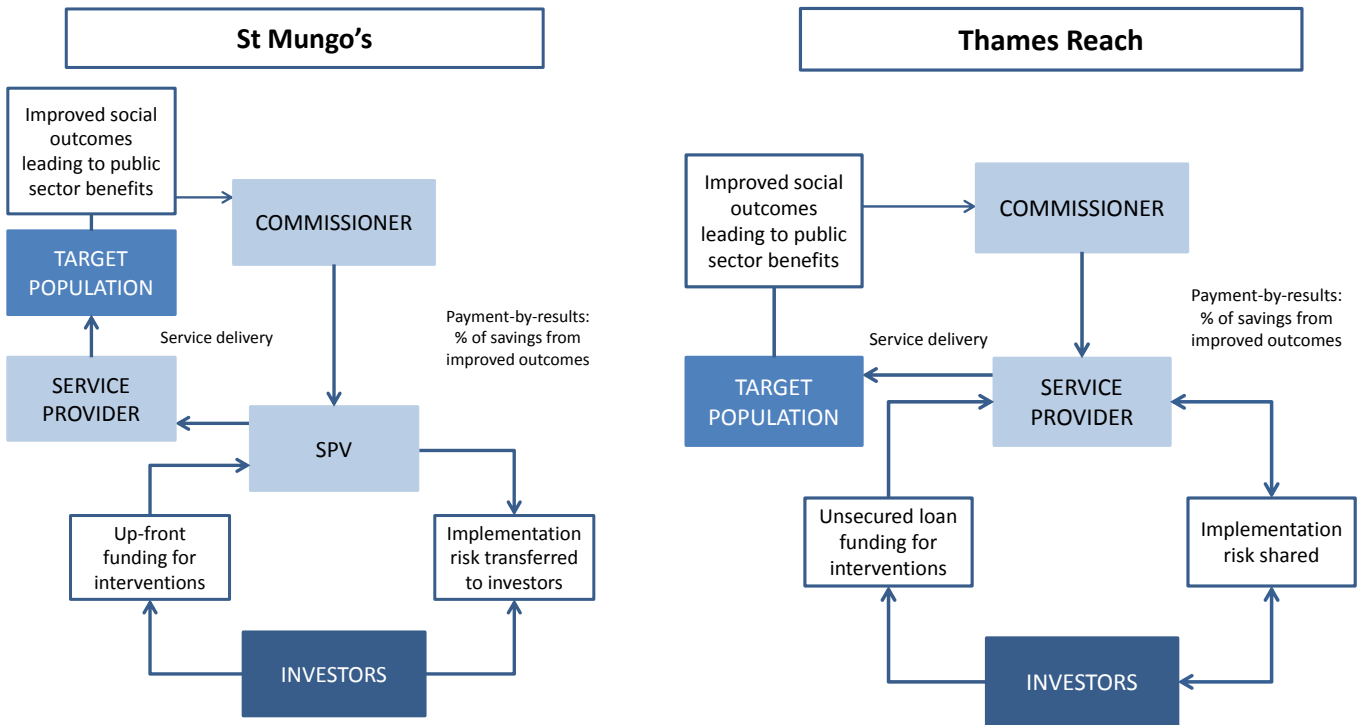 St Mungo's
Improved social
outcomes
leading to public
sector benefits
COMMISSIONER
TARGET
POPULATION
Payment-by-results:
% of savings from
improved outcomes
Service delivery
SERVICE
PROVIDER
SPV
Up-front
funding for
interventions
Implementation
risk transferred
to investors
INVESTORS
Thames Reach
Improved social
outcomes
leading to public
sector benefits
COMMISSIONER
Payment-by-results:
% of savings from
improved outcomes
Service delivery
TARGET
POPULATION
SERVICE
PROVIDER
Unsecured loan
funding for
interventions
Implementation
risk shared
INVESTORS